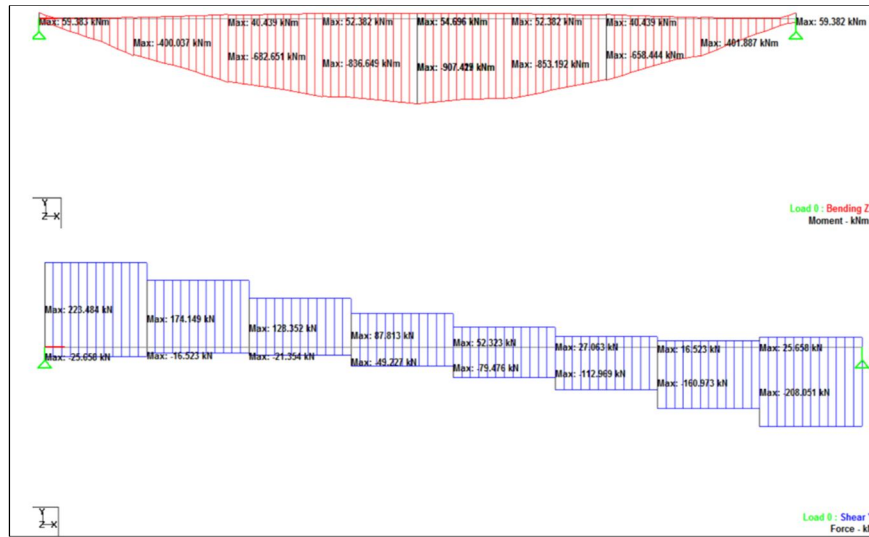 Max: 59.383 kNm
Max: 40.439 kNm
Max: 52.382 kNm
Max: 54.696 kNm
Max: 52.382 kNm
Max: 40.439 kNm
Max: 59.382 kNm
Max: -400.037 kNm
Max: -682.651 kNm
Max: -836.649 kNm
Max: kNm
Max: -853.192 kNm
Max: -658.444 kNm
Max: -401.887 kNm
Y
Z X
Load 0 : Bending Z
Moment - kNm
Max: 223.484 kN
Max: 174.149 kN
Max: 128.352 kN
Max: 87.813 kN
Max: 52.323 kN
Max: 27.063 kN
Max: 16.523 kN
Max: 25.658 kN
Max: -25.658 kN
Max: -16.523 kN
Max: -21.354 kN
Max: -49.227 kN
Max: -79.476 kN
Max: -112.969 kN
Max: -160.973 kN
Max: -208.051 kN
Y
Z X
Load 0 : Shear
Force -